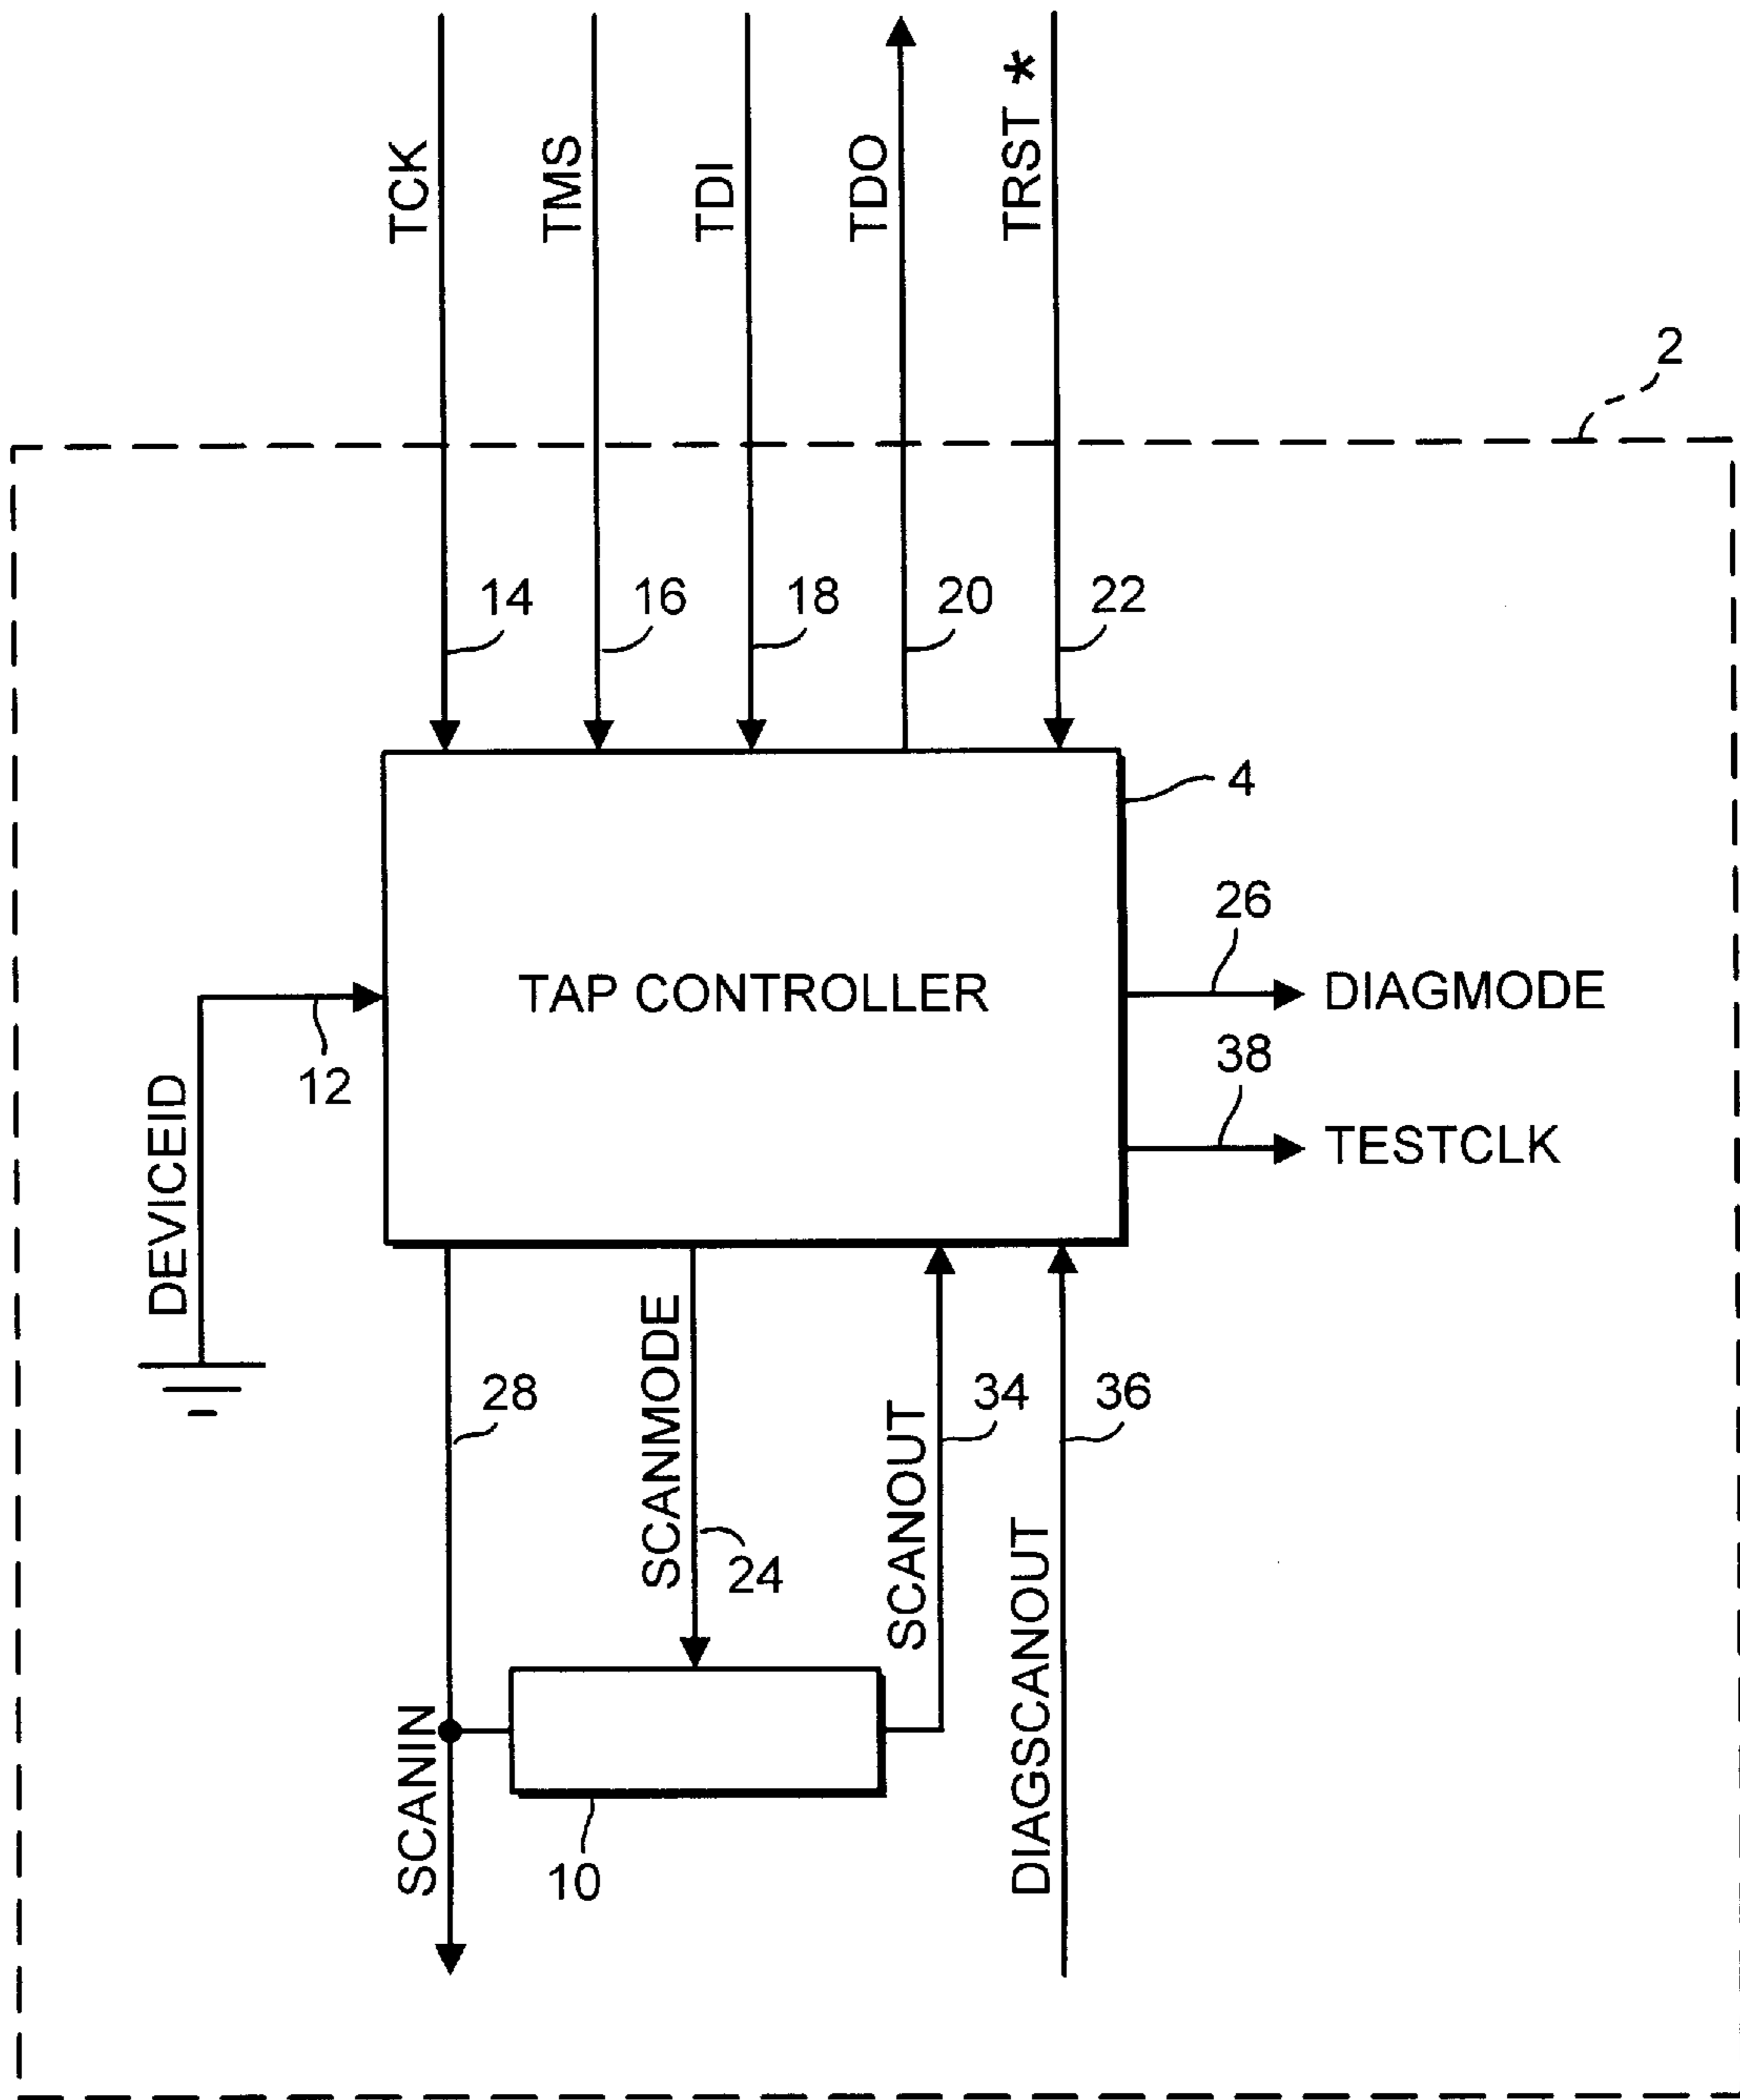 TCK
TMS
TDI
TDO
TRST *
2
14
16
18
20
22
4
TAP CONTROLLER
26
DIAGMODE
38
TESTCLK
12
DEVICEID
28
SCANMODE
24
SCANOUT
34
36
DIAGSCANOUT
SCANIN
10